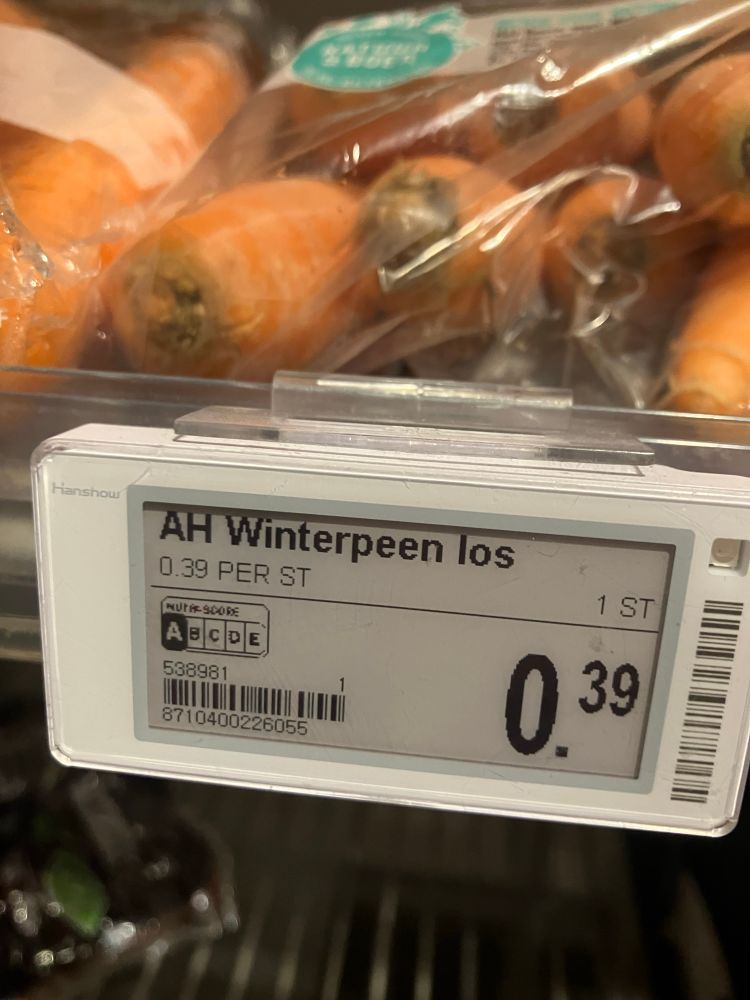 Hanshow
AH Winterpeen los
0.39 PER ST
1 ST
NUTRI-SCORE
A B C D E
538981
1
8710400226055
0.39